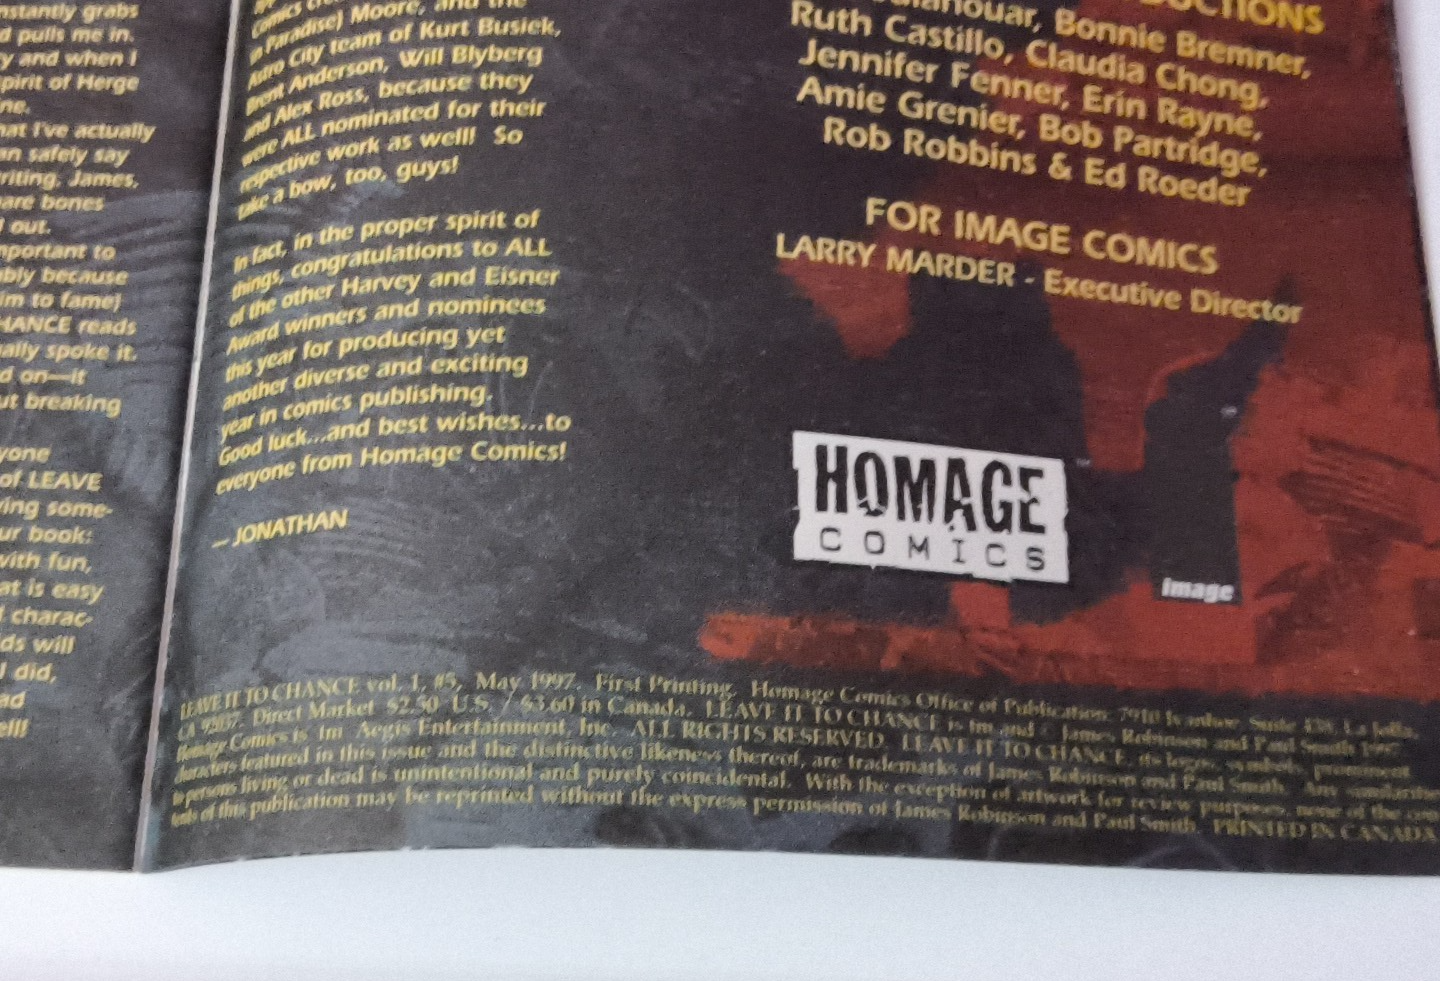 nstantly grabs
d pulls me in.
y and when I
spirit of Herge
ne.
hat I've actually
an safely say
riting, James,
are bones
out.
mportant to
ably because
im to fame)
HANCE reads
ally spoke it.
d on—it
ut breaking
yone
of LEAVE
ving some-
ur book:
with fun,
at is easy
charac-
ds will
I did,
ad
ell!
in Paradise) Moore, and the
Astro City team of Kurt Busiek,
Brent Anderson, Will Blyberg
and Alex Ross, because they
were ALL nominated for their
respective work as well! So
take a bow, too, guys!
In fact, in the proper spirit of
things, congratulations to ALL
of the other Harvey and Eisner
Award winners and nominees
this year for producing yet
another diverse and exciting
year in comics publishing.
Good luck...and best wishes...to
everyone from Homage Comics!
— JONATHAN
Bonnie Bremner,
Ruth Castillo, Claudia Chong,
Jennifer Fenner, Erin Rayne,
Amie Grenier, Bob Partridge,
Rob Robbins & Ed Roeder
FOR IMAGE COMICS
LARRY MARDER - Executive Director
HOMAGE
COMICS
™
Image
LEAVE IT TO CHANCE vol. 1, #5, May 1997. First Printing. Homage Comics Office of Publication: 7910 Ivanhoe, Suite 438, La Jolla,
CA 92037. Direct Market $2.50 U.S. / $3.60 in Canada. LEAVE IT TO CHANCE is tm and © James Robinson and Paul Smith 1997.
Homage Comics is Tm Aegis Entertainment, Inc. ALL RIGHTS RESERVED. LEAVE IT TO CHANCE, its logos, symbols, prominent
characters featured in this issue and the distinctive likeness thereof, are trademarks of James Robinson and Paul Smith. Any similarities
to persons living or dead is unintentional and purely coincidental. With the exception of artwork for review purposes, none of the con-
tents of this publication may be reprinted without the express permission of James Robinson and Paul Smith. PRINTED IN CANADA